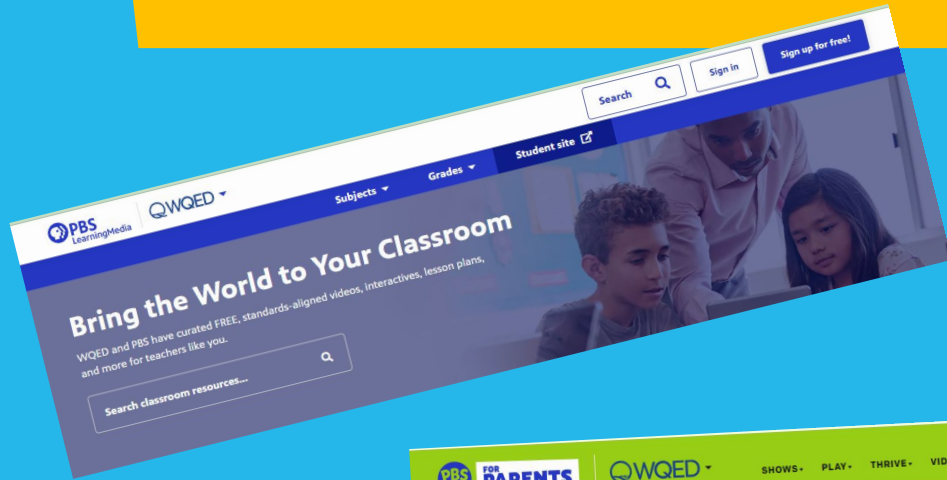 Search
Sign in
Sign up for free!
PBS
LearningMedia
QWQED
Subjects
Grades
Student site
Bring the World to Your Classroom
WQED and PBS have curated FREE, standards-aligned videos, interactives, lesson plans,
and more for teachers like you.
Search classroom resources...
PBS
FOR
PARENTS
QWQED
SHOWS
PLAY
THRIVE